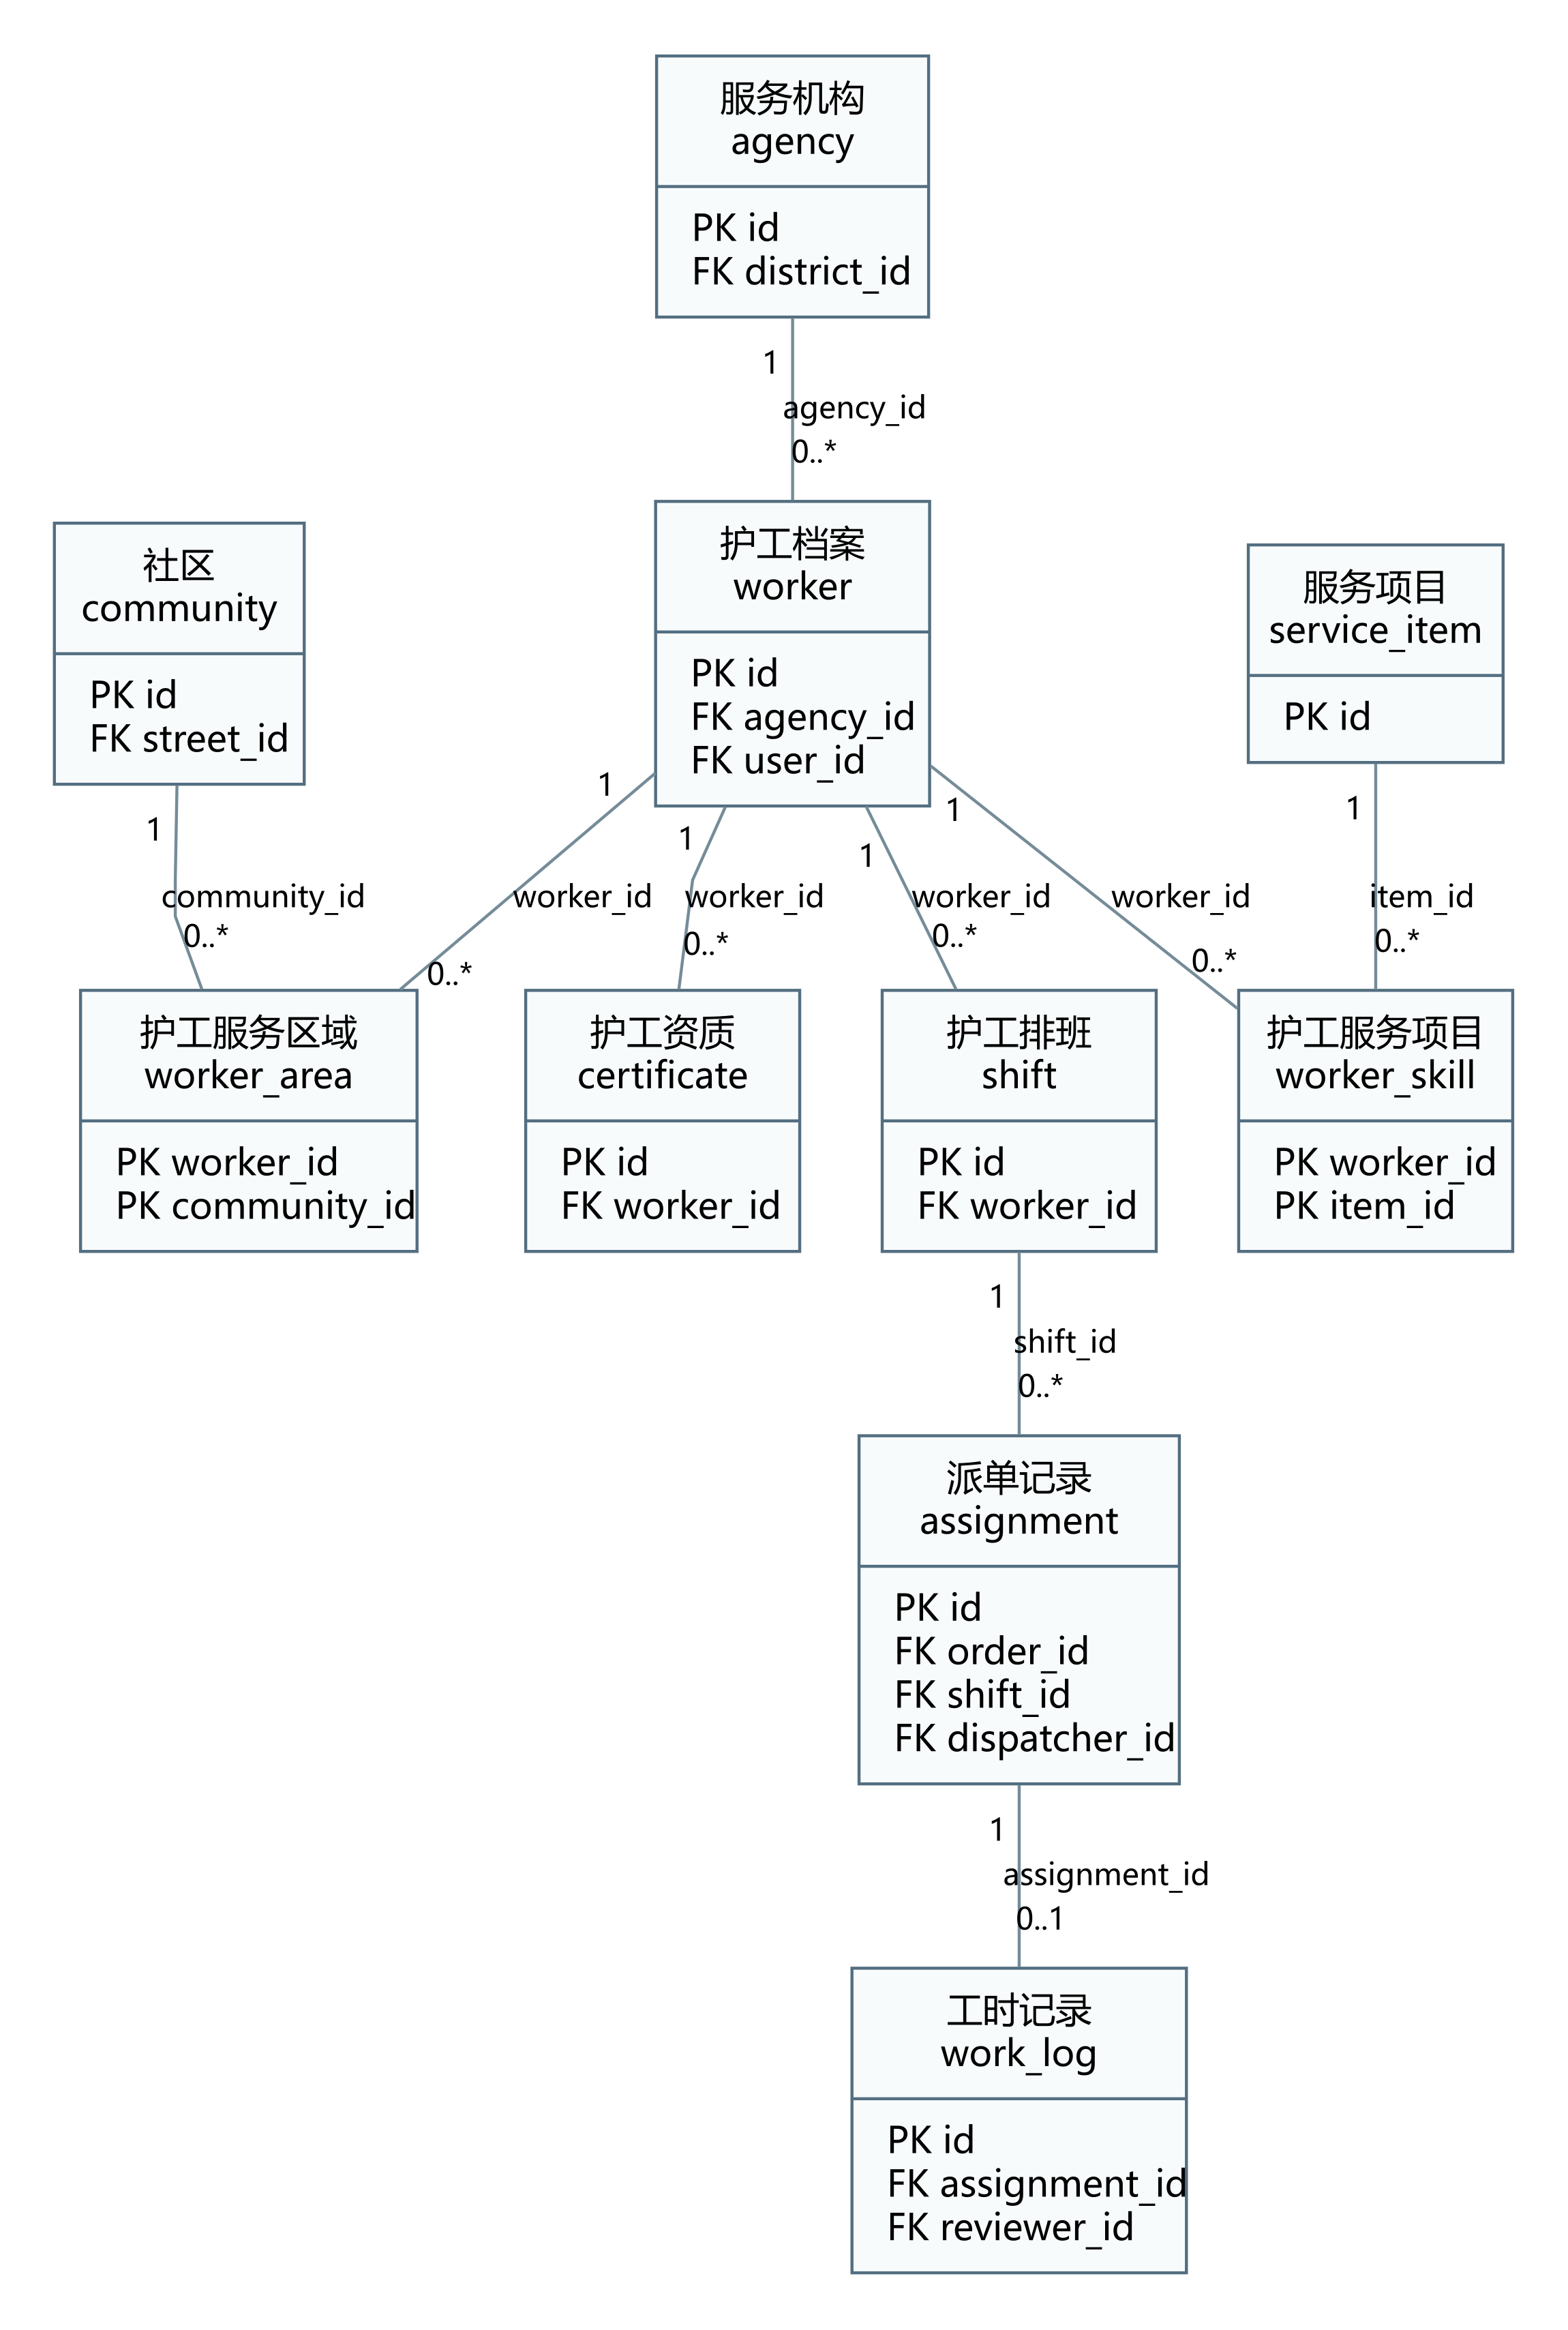 服务机构
agency
PK id
FK district_id
1
agency_id
0..*
护工档案
worker
PK id
FK agency_id
FK user_id
社区
community
PK id
FK street_id
服务项目
service_item
PK id
1
1
1
1
1
1
community_id
worker_id
worker_id
worker_id
worker_id
item_id
0..*
0..*
0..*
0..*
0..*
0..*
护工服务区域
worker_area
PK worker_id
PK community_id
护工资质
certificate
PK id
FK worker_id
护工排班
shift
PK id
FK worker_id
护工服务项目
worker_skill
PK worker_id
PK item_id
1
shift_id
0..*
派单记录
assignment
PK id
FK order_id
FK shift_id
FK dispatcher_id
1
assignment_id
0..1
工时记录
work_log
PK id
FK assignment_id
FK reviewer_id